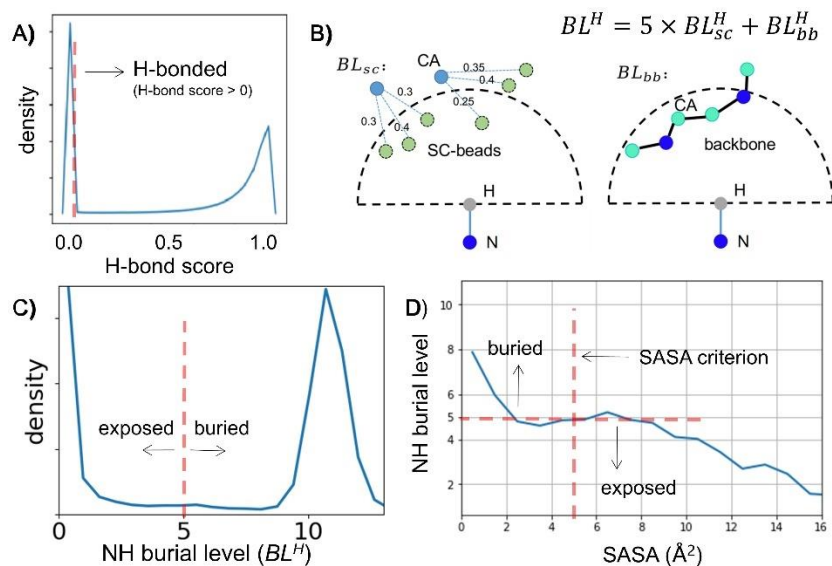 A)
H-bonded
(H-bond score > 0)
density
0.0 0.5 1.0
H-bond score
B)
BL^H = 5 × BL^H_sc + BL^H_bb
BL_sc:
CA
0.35
0.4
0.3
0.25
0.4
0.3
SC-beads
H
N
BL_bb:
CA
backbone
H
N
C)
density
exposed buried
0 5 10
NH burial level (BL^H)
D)
NH burial level
10
8
6
5
4
2
buried
SASA criterion
exposed
0 2 4 6 8 10 12 14 16
SASA (Å²)